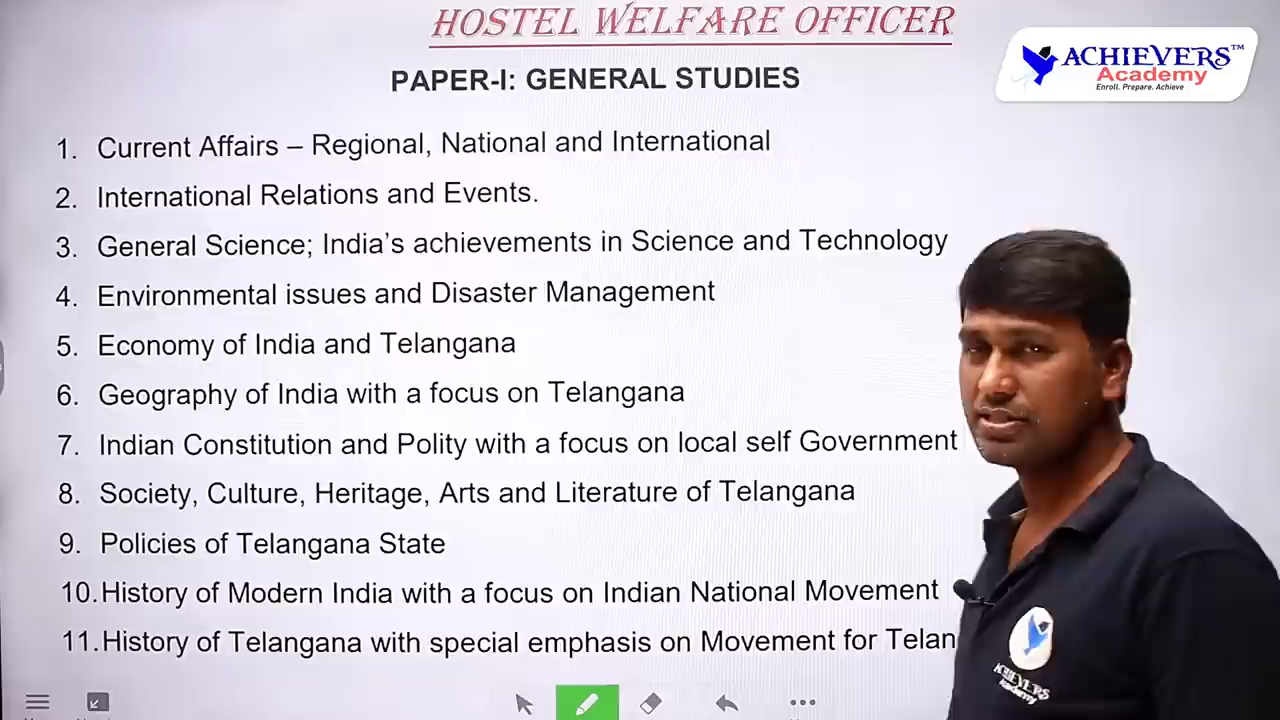 HOSTEL WELFARE OFFICER
ACHIEVERS™
Academy
Enroll. Prepare. Achieve
PAPER-I: GENERAL STUDIES
1. Current Affairs – Regional, National and International
2. International Relations and Events.
3. General Science; India's achievements in Science and Technology
4. Environmental issues and Disaster Management
5. Economy of India and Telangana
6. Geography of India with a focus on Telangana
7. Indian Constitution and Polity with a focus on local self Government
8. Society, Culture, Heritage, Arts and Literature of Telangana
9. Policies of Telangana State
10. History of Modern India with a focus on Indian National Movement
11. History of Telangana with special emphasis on Movement for Telan
ACHIEVERS
Academy